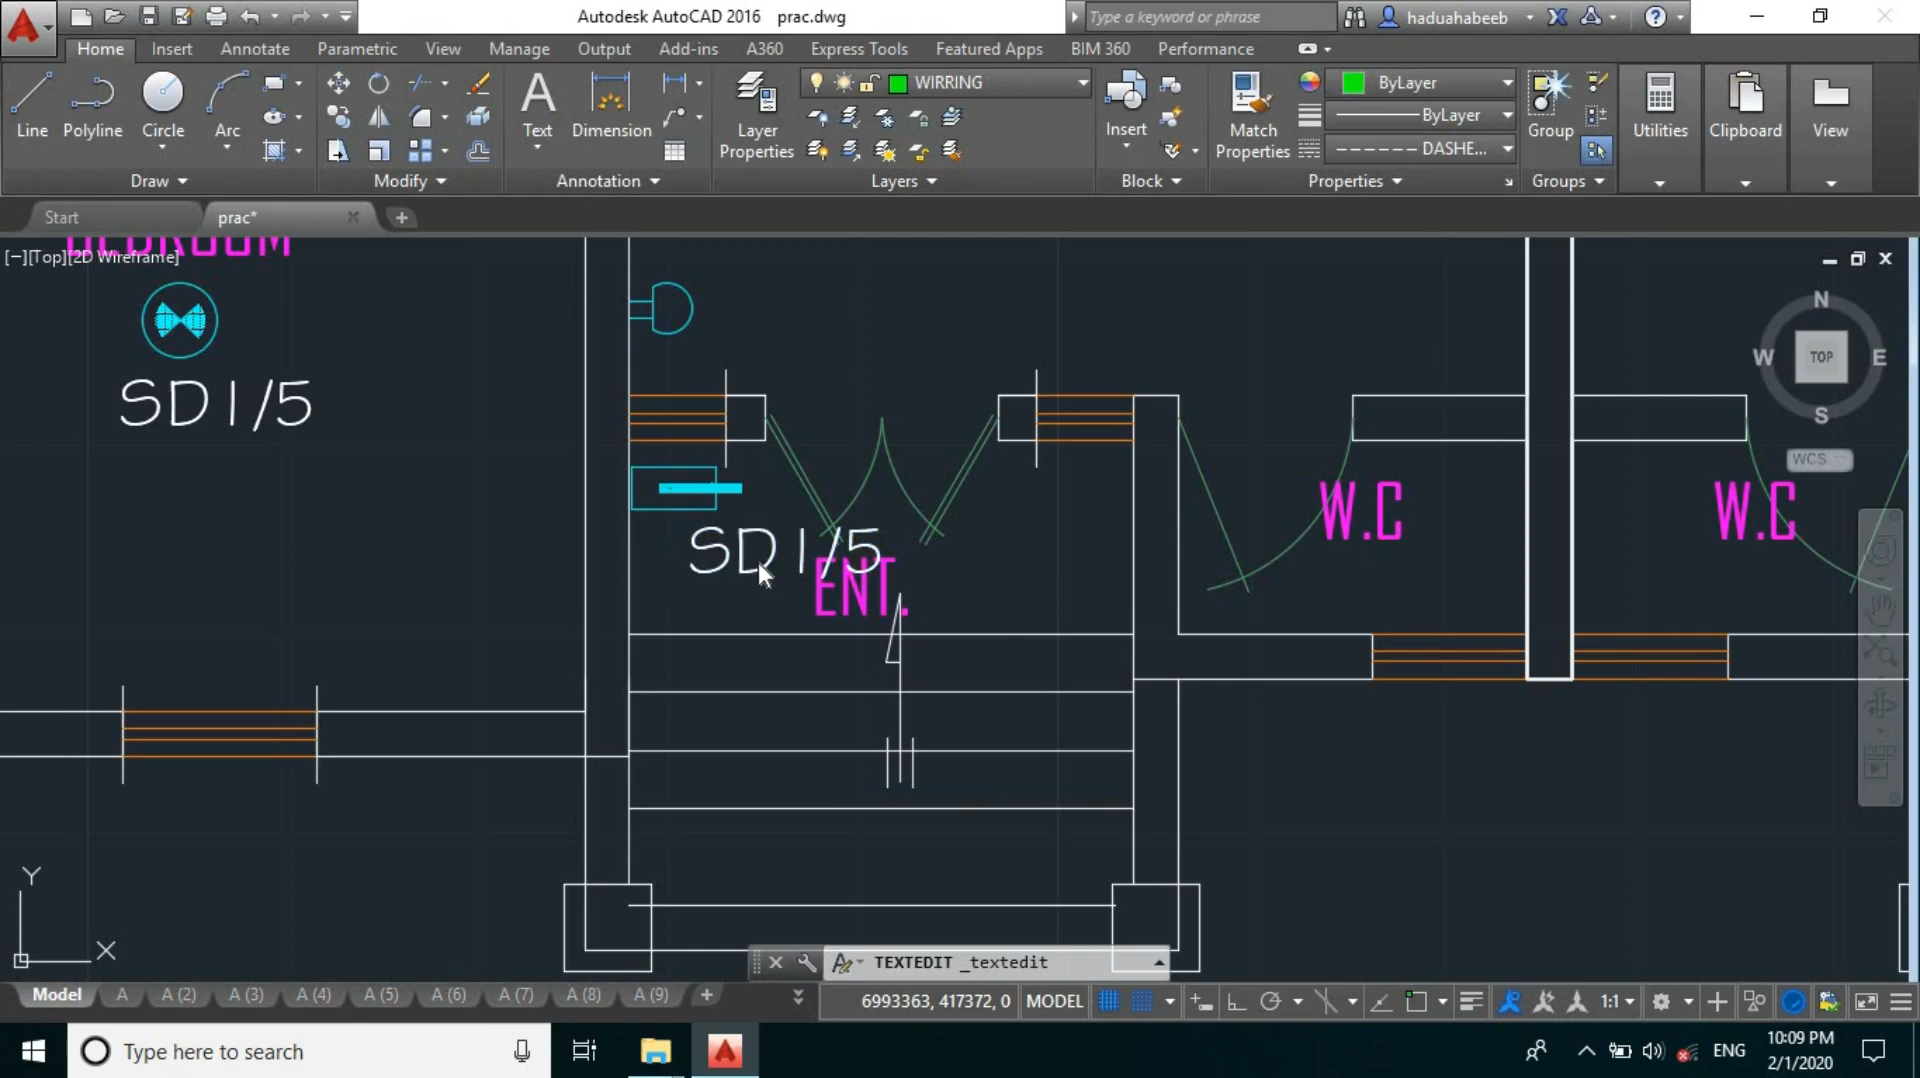 Autodesk AutoCAD 2016 prac.dwg
Type a keyword or phrase
haduahabeeb
Home Insert Annotate Parametric View Manage Output Add-ins A360 Express Tools Featured Apps BIM 360 Performance
WIRRING
ByLayer
ByLayer
DASHE...
Line Polyline Circle Arc
Text Dimension
Layer Properties
Insert
Match Properties
Group
Utilities Clipboard View
Draw Modify Annotation Layers Block Properties Groups
Start prac*
BEDROOM
[−][Top][2D Wireframe]
N
W TOP E
S
WCS
SD1/5
W.C
W.C
SD1/5
ENT.
Y
X
TEXTEDIT _textedit
Model A A (2) A (3) A (4) A (5) A (6) A (7) A (8) A (9)
6993363, 417372, 0 MODEL 1:1
Type here to search
ENG
10:09 PM
2/1/2020